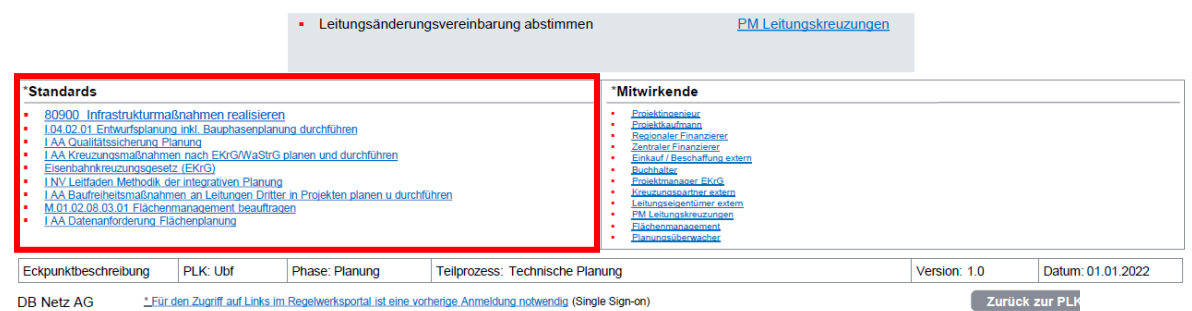 ▪ Leitungsänderungsvereinbarung abstimmen PM Leitungskreuzungen
*Standards
▪ 80900 Infrastrukturmaßnahmen realisieren
▪ I.04.02.01 Entwurfsplanung inkl. Bauphasenplanung durchführen
▪ I AA Qualitätssicherung Planung
▪ I AA Kreuzungsmaßnahmen nach EKrG/WaStrG planen und durchführen
▪ Eisenbahnkreuzungsgesetz (EKrG)
▪ I NV Leitfaden Methodik der integrativen Planung
▪ I AA Baufreiheitsmaßnahmen an Leitungen Dritter in Projekten planen u durchführen
▪ M.01.02.08.03.01 Flächenmanagement beauftragen
▪ I AA Datenanforderung Flächenplanung
*Mitwirkende
▪ Projektingenieur
▪ Projektkaufmann
▪ Regionaler Finanzierer
▪ Zentraler Finanzierer
▪ Einkauf / Beschaffung extern
▪ Buchhalter
▪ Projektmanager EKrG
▪ Kreuzungspartner extern
▪ Leitungseigentümer extern
▪ PM Leitungskreuzungen
▪ Flächenmanagement
▪ Planungsüberwacher
Eckpunktbeschreibung PLK: Ubf Phase: Planung Teilprozess: Technische Planung Version: 1.0 Datum: 01.01.2022
DB Netz AG * Für den Zugriff auf Links im Regelwerksportal ist eine vorherige Anmeldung notwendig (Single Sign-on) Zurück zur PLK